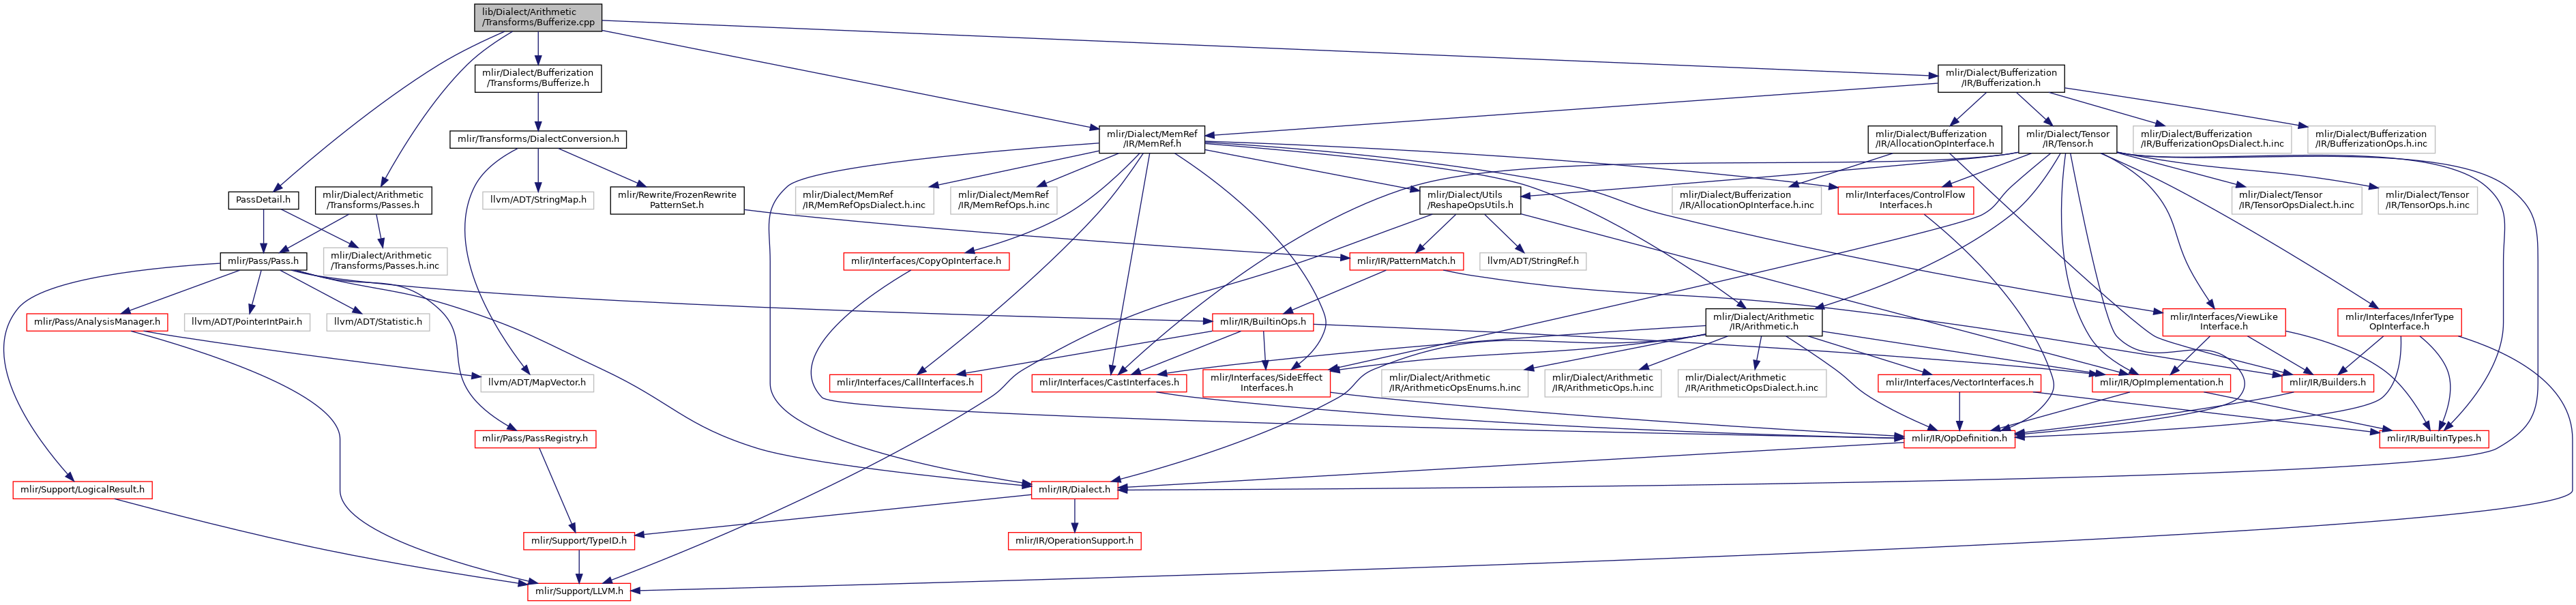 lib/Dialect/Arithmetic
/Transforms/Bufferize.cpp
mlir/Dialect/Bufferization
/Transforms/Bufferize.h
mlir/Dialect/Bufferization
/IR/Bufferization.h
mlir/Transforms/DialectConversion.h
mlir/Dialect/MemRef
/IR/MemRef.h
mlir/Dialect/Bufferization
/IR/AllocationOpInterface.h
mlir/Dialect/Tensor
/IR/Tensor.h
mlir/Dialect/Bufferization
/IR/BufferizationOpsDialect.h.inc
mlir/Dialect/Bufferization
/IR/BufferizationOps.h.inc
PassDetail.h
mlir/Dialect/Arithmetic
/Transforms/Passes.h
llvm/ADT/StringMap.h
mlir/Rewrite/FrozenRewrite
PatternSet.h
mlir/Dialect/MemRef
/IR/MemRefOpsDialect.h.inc
mlir/Dialect/MemRef
/IR/MemRefOps.h.inc
mlir/Dialect/Utils
/ReshapeOpsUtils.h
mlir/Dialect/Bufferization
/IR/AllocationOpInterface.h.inc
mlir/Interfaces/ControlFlow
Interfaces.h
mlir/Dialect/Tensor
/IR/TensorOpsDialect.h.inc
mlir/Dialect/Tensor
/IR/TensorOps.h.inc
mlir/Pass/Pass.h
mlir/Dialect/Arithmetic
/Transforms/Passes.h.inc
mlir/Interfaces/CopyOpInterface.h
mlir/IR/PatternMatch.h
llvm/ADT/StringRef.h
mlir/Pass/AnalysisManager.h
llvm/ADT/PointerIntPair.h
llvm/ADT/Statistic.h
mlir/IR/BuiltinOps.h
mlir/Dialect/Arithmetic
/IR/Arithmetic.h
mlir/Interfaces/ViewLike
Interface.h
mlir/Interfaces/InferType
OpInterface.h
llvm/ADT/MapVector.h
mlir/Interfaces/CallInterfaces.h
mlir/Interfaces/CastInterfaces.h
mlir/Interfaces/SideEffect
Interfaces.h
mlir/Dialect/Arithmetic
/IR/ArithmeticOpsEnums.h.inc
mlir/Dialect/Arithmetic
/IR/ArithmeticOps.h.inc
mlir/Dialect/Arithmetic
/IR/ArithmeticOpsDialect.h.inc
mlir/Interfaces/VectorInterfaces.h
mlir/IR/OpImplementation.h
mlir/IR/Builders.h
mlir/Pass/PassRegistry.h
mlir/IR/OpDefinition.h
mlir/IR/BuiltinTypes.h
mlir/Support/LogicalResult.h
mlir/IR/Dialect.h
mlir/Support/TypeID.h
mlir/IR/OperationSupport.h
mlir/Support/LLVM.h